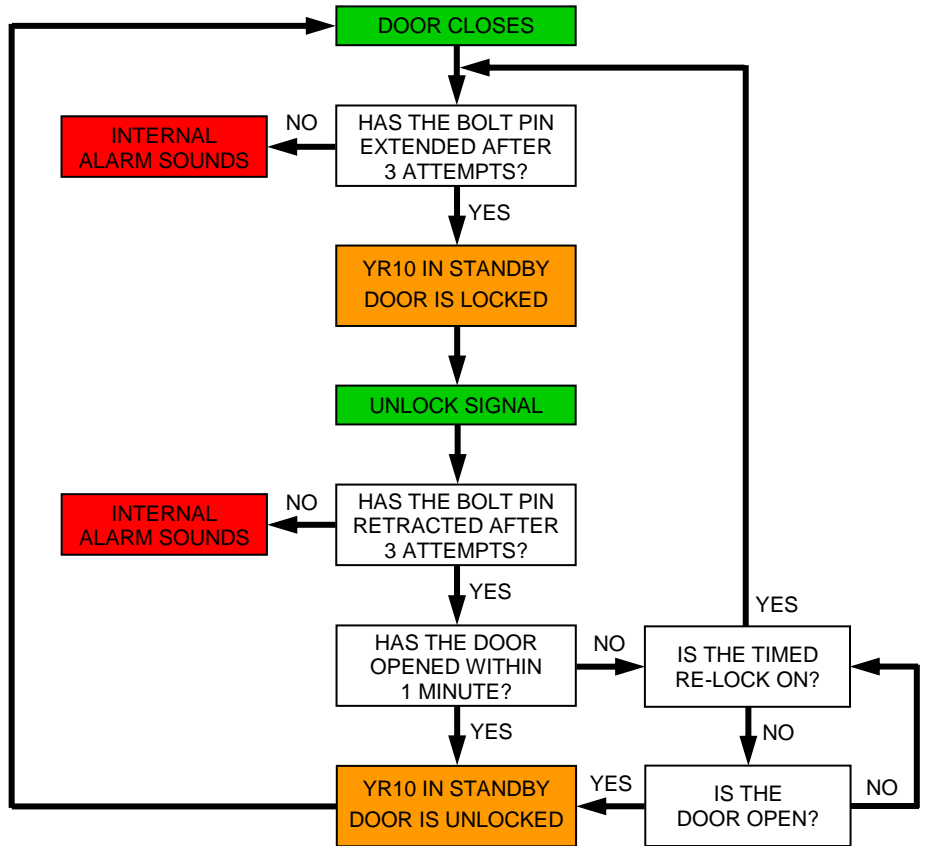 DOOR CLOSES
HAS THE BOLT PIN
EXTENDED AFTER
3 ATTEMPTS?
NO
INTERNAL
ALARM SOUNDS
YES
YR10 IN STANDBY
DOOR IS LOCKED
UNLOCK SIGNAL
HAS THE BOLT PIN
RETRACTED AFTER
3 ATTEMPTS?
NO
INTERNAL
ALARM SOUNDS
YES
HAS THE DOOR
OPENED WITHIN
1 MINUTE?
NO
IS THE TIMED
RE-LOCK ON?
YES
YES
NO
YR10 IN STANDBY
DOOR IS UNLOCKED
YES
IS THE
DOOR OPEN?
NO